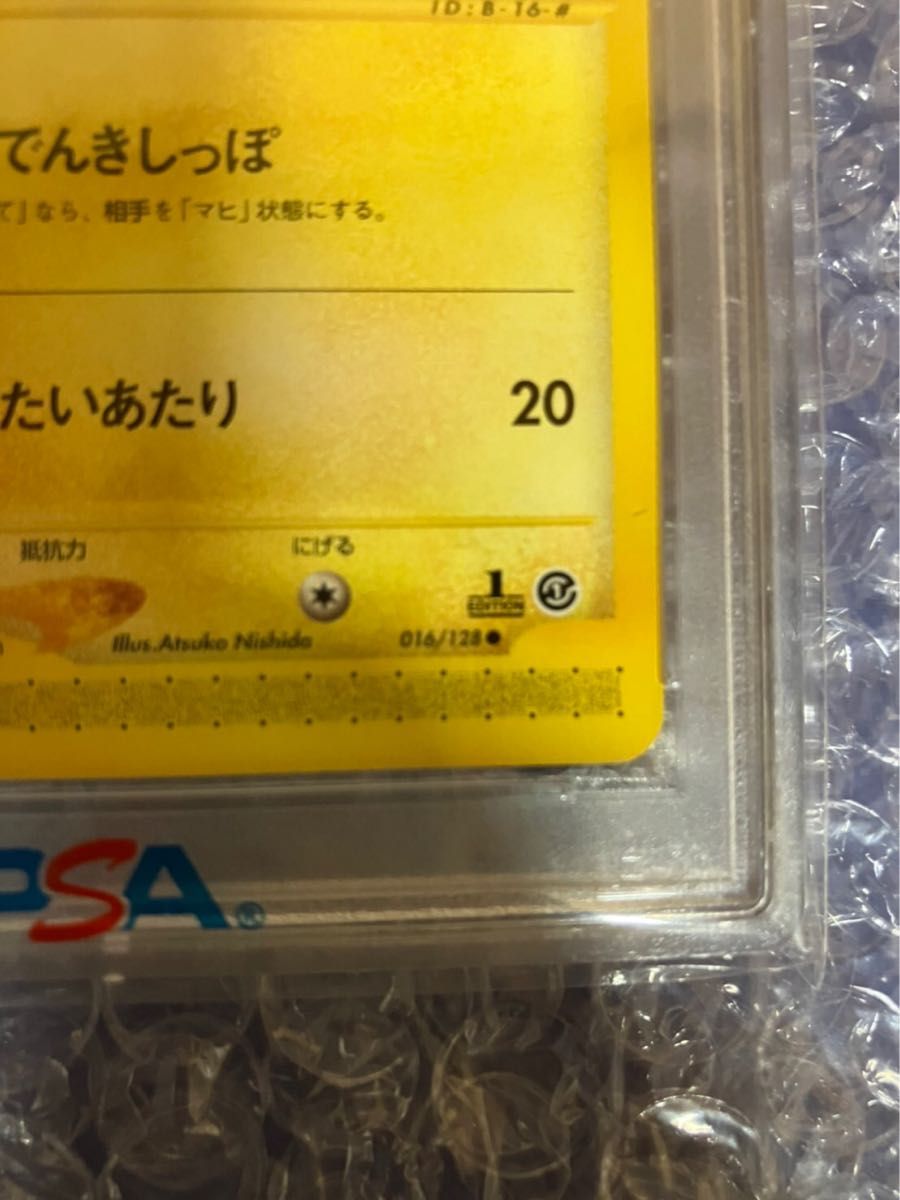 ID:B-16-#
でんきしっぽ
て」なら、相手を「マヒ」状態にする。
たいあたり 20
抵抗力 にげる
1 EDITION
Illus.Atsuko Nishida 016/128●
PSA®